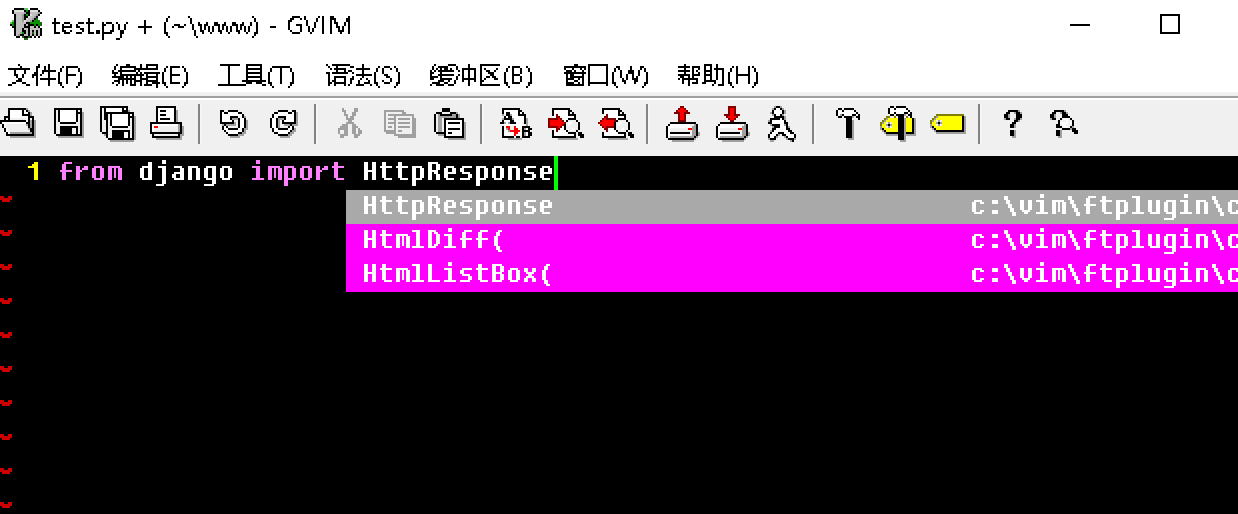 test.py + (~\www) - GVIM
文件(F) 编辑(E) 工具(T) 语法(S) 缓冲区(B) 窗口(W) 帮助(H)
1 from django import HttpResponse
HttpResponse c:\vim\ftplugin\c
HtmlDiff( c:\vim\ftplugin\c
HtmlListBox( c:\vim\ftplugin\c